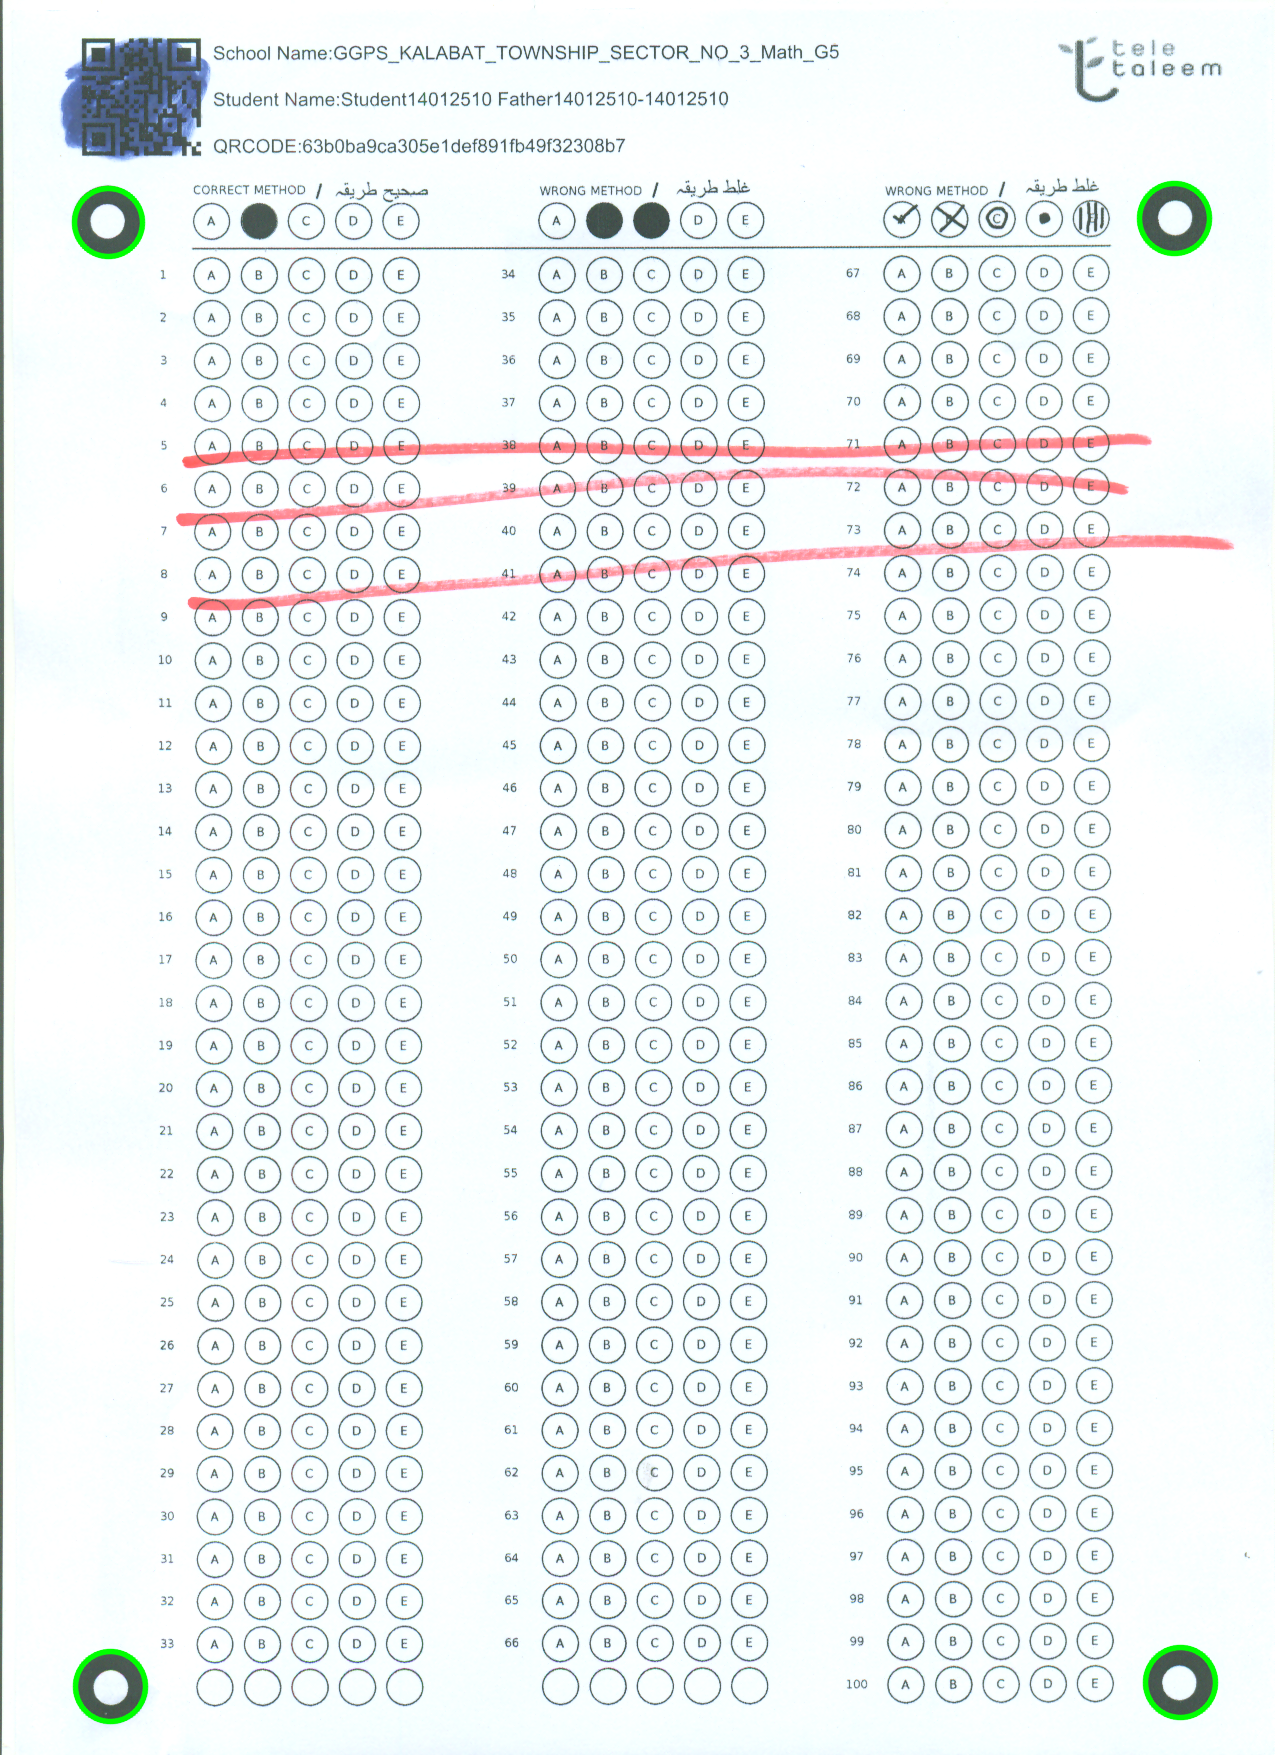 School Name:GGPS_KALABAT_TOWNSHIP_SECTOR_NO_3_Math_G5
tele
taleem
Student Name:Student14012510 Father14012510-14012510
QRCODE:63b0ba9ca305e1def891fb49f32308b7
CORRECT METHOD / صحیح طریقہ WRONG METHOD / غلط طریقہ WRONG METHOD / غلط طریقہ
A C D E A D E C
1 A B C D E 34 A B C D E 67 A B C D E
2 A B C D E 35 A B C D E 68 A B C D E
3 A B C D E 36 A B C D E 69 A B C D E
4 A B C D E 37 A B C D E 70 A B C D E
5 A B C D E 38 A B C D E 71 A B C D E
6 A B C D E 39 A B C D E 72 A B C D E
7 A B C D E 40 A B C D E 73 A B C D E
8 A B C D E 41 A B C D E 74 A B C D E
9 A B C D E 42 A B C D E 75 A B C D E
10 A B C D E 43 A B C D E 76 A B C D E
11 A B C D E 44 A B C D E 77 A B C D E
12 A B C D E 45 A B C D E 78 A B C D E
13 A B C D E 46 A B C D E 79 A B C D E
14 A B C D E 47 A B C D E 80 A B C D E
15 A B C D E 48 A B C D E 81 A B C D E
16 A B C D E 49 A B C D E 82 A B C D E
17 A B C D E 50 A B C D E 83 A B C D E
18 A B C D E 51 A B C D E 84 A B C D E
19 A B C D E 52 A B C D E 85 A B C D E
20 A B C D E 53 A B C D E 86 A B C D E
21 A B C D E 54 A B C D E 87 A B C D E
22 A B C D E 55 A B C D E 88 A B C D E
23 A B C D E 56 A B C D E 89 A B C D E
24 A B C D E 57 A B C D E 90 A B C D E
25 A B C D E 58 A B C D E 91 A B C D E
26 A B C D E 59 A B C D E 92 A B C D E
27 A B C D E 60 A B C D E 93 A B C D E
28 A B C D E 61 A B C D E 94 A B C D E
29 A B C D E 62 A B C D E 95 A B C D E
30 A B C D E 63 A B C D E 96 A B C D E
31 A B C D E 64 A B C D E 97 A B C D E
32 A B C D E 65 A B C D E 98 A B C D E
33 A B C D E 66 A B C D E 99 A B C D E
100 A B C D E